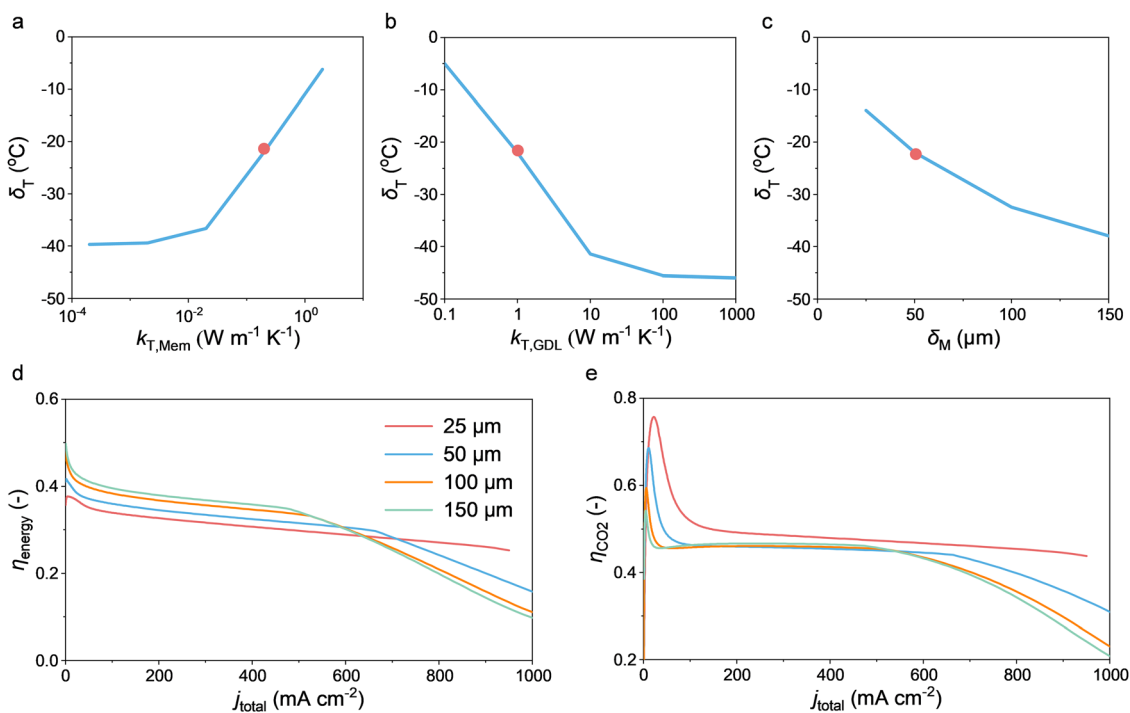 a
b
c
0
-10
-20
-30
-40
-50
δT (oC)
10-4
10-2
100
kT,Mem (W m-1 K-1)
0
-10
-20
-30
-40
-50
δT (oC)
0.1
1
10
100
1000
kT,GDL (W m-1 K-1)
0
-10
-20
-30
-40
-50
δT (oC)
0
50
100
150
δM (μm)
d
e
0.6
0.4
0.2
0.0
ηenergy (-)
25 μm
50 μm
100 μm
150 μm
0
200
400
600
800
1000
jtotal (mA cm-2)
0.8
0.6
0.4
0.2
ηCO2 (-)
0
200
400
600
800
1000
jtotal (mA cm-2)